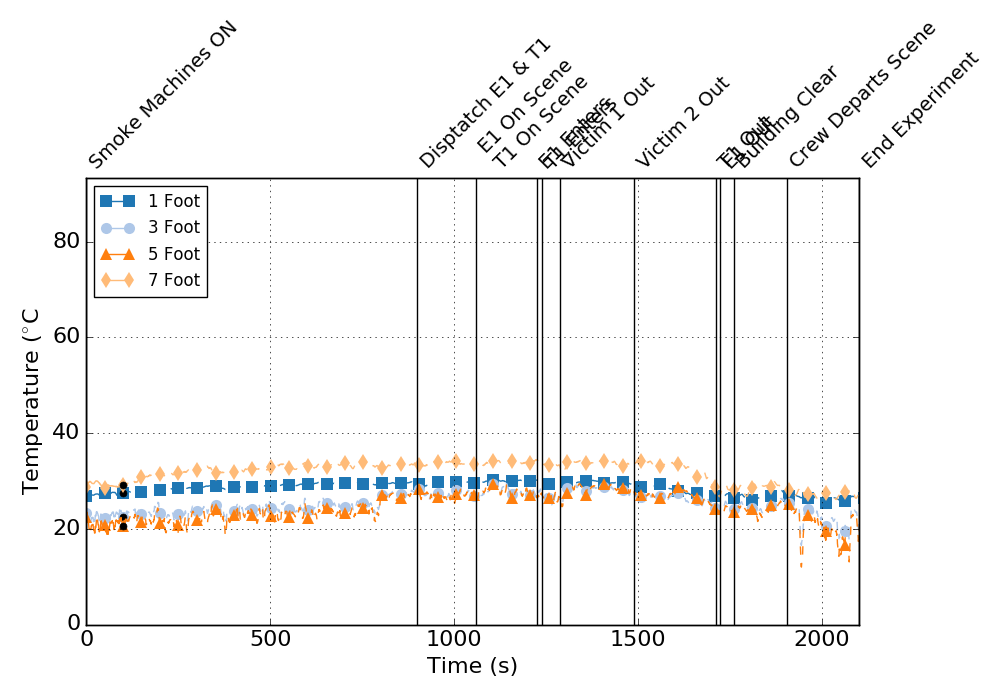 Smoke Machines ON
Disptatch E1 & T1
E1 On Scene
T1 On Scene
E1 Enters
T1 Enters
Victim 1 Out
Victim 2 Out
T1 Out
E1 Out
Building Clear
Crew Departs Scene
End Experiment
1 Foot
3 Foot
5 Foot
7 Foot
80
60
40
20
0
Temperature (°C
0 500 1000 1500 2000
Time (s)